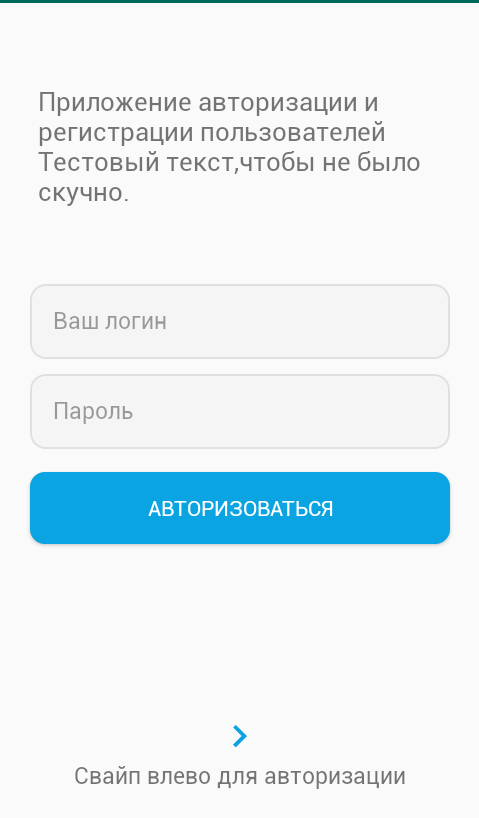 Приложение авторизации и
регистрации пользователей
Тестовый текст,чтобы не было
скучно.
Ваш логин
Пароль
АВТОРИЗОВАТЬСЯ
Свайп влево для авторизации